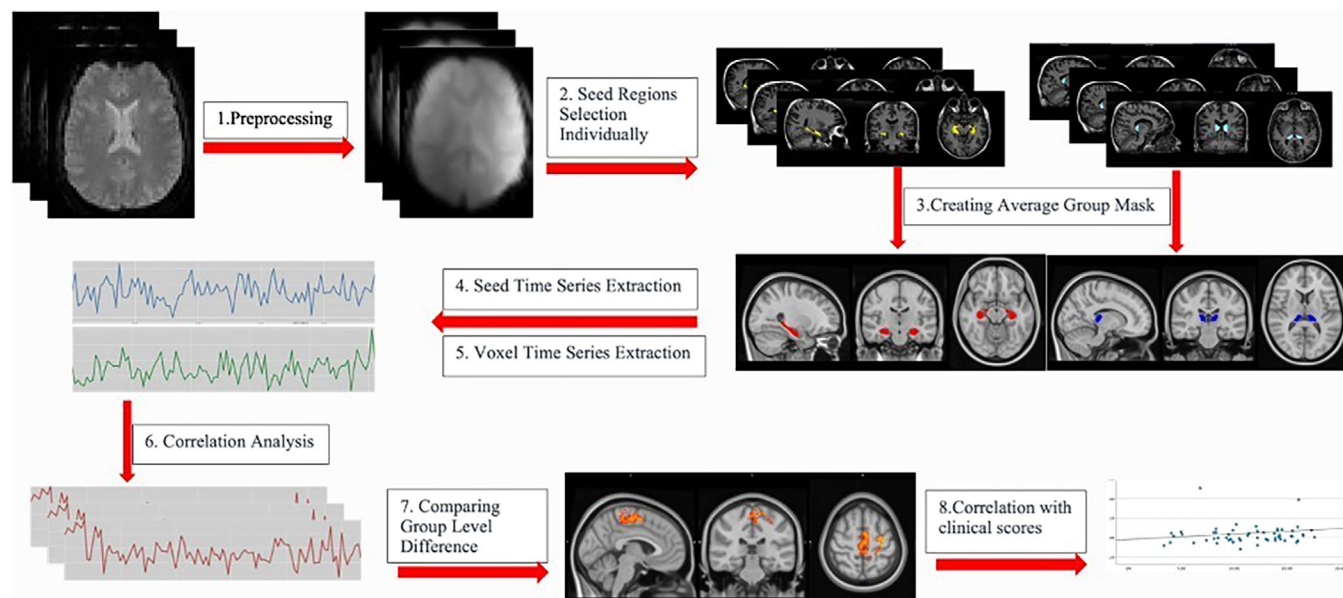 1.Preprocessing
2. Seed Regions
Selection
Individually
3.Creating Average Group Mask
4. Seed Time Series Extraction
5. Voxel Time Series Extraction
6. Correlation Analysis
7. Comparing
Group Level
Difference
8.Correlation with
clinical scores